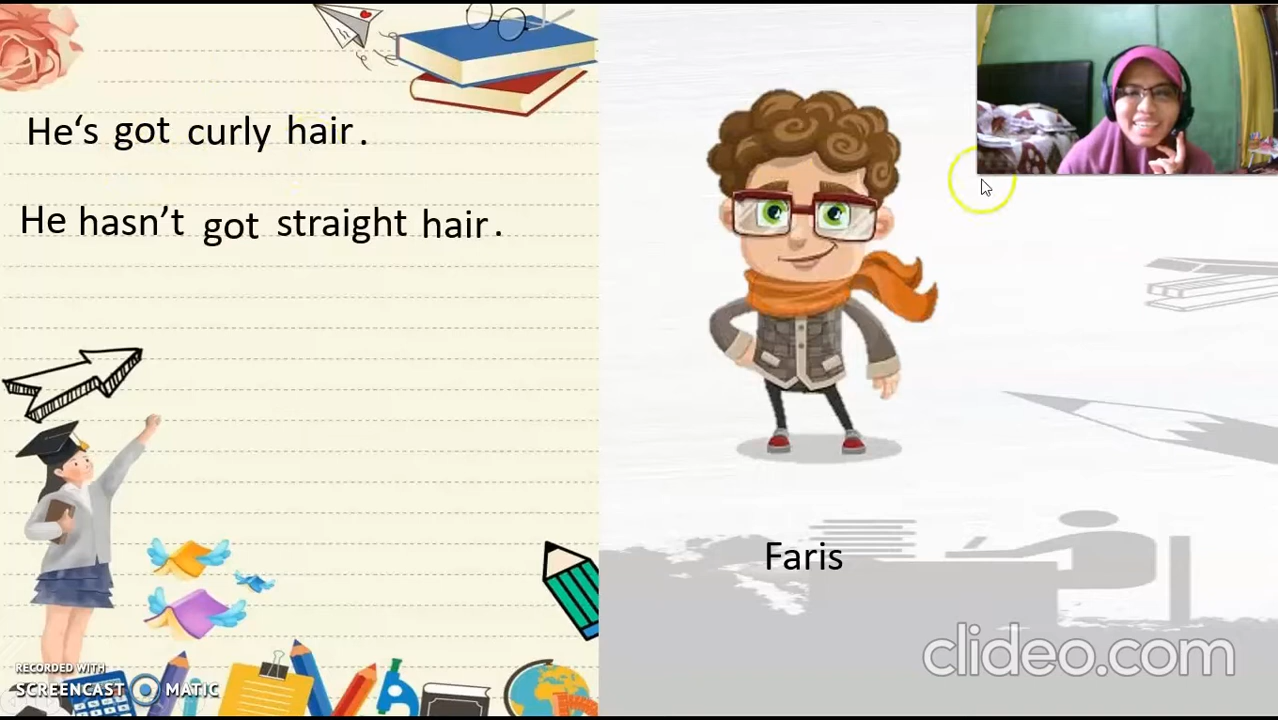 He‘s got curly hair.
He hasn’t got straight hair.
Faris
clideo.com
RECORDED WITH
SCREENCAST MATIC